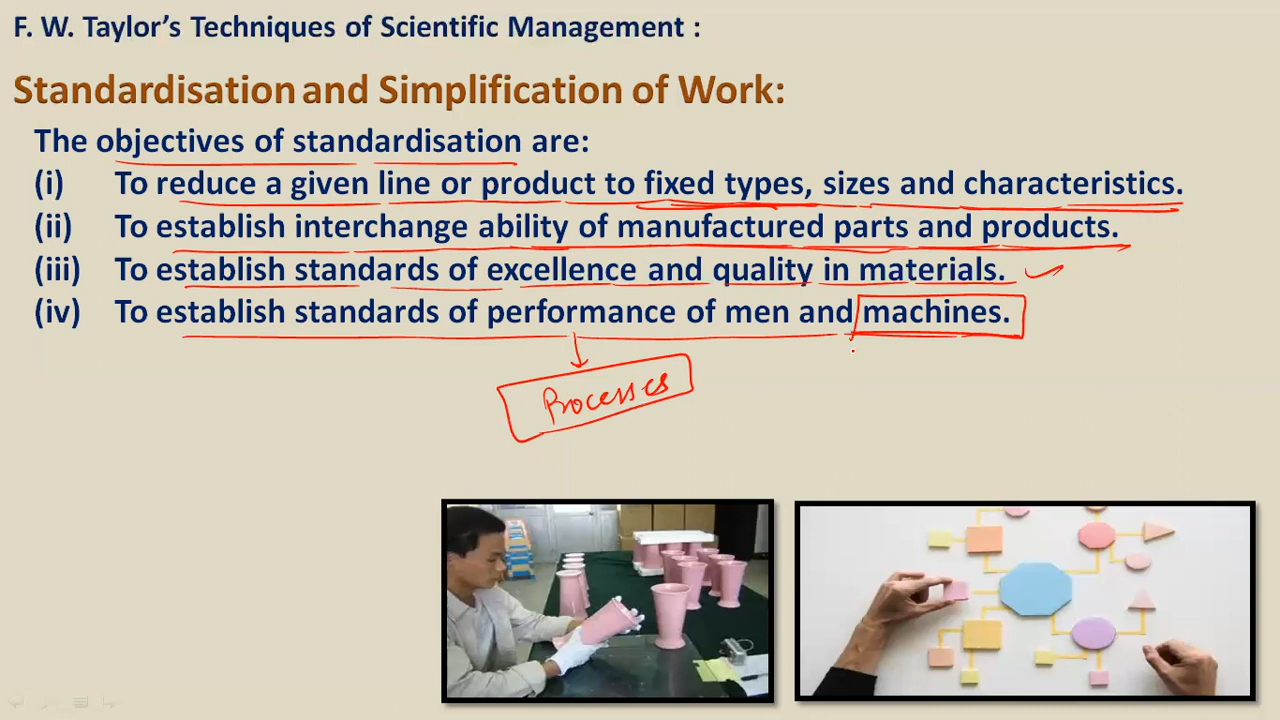 F. W. Taylor's Techniques of Scientific Management :
Standardisation and Simplification of Work:
The objectives of standardisation are:
(i) To reduce a given line or product to fixed types, sizes and characteristics.
(ii) To establish interchange ability of manufactured parts and products.
(iii) To establish standards of excellence and quality in materials.
(iv) To establish standards of performance of men and machines.
Processes